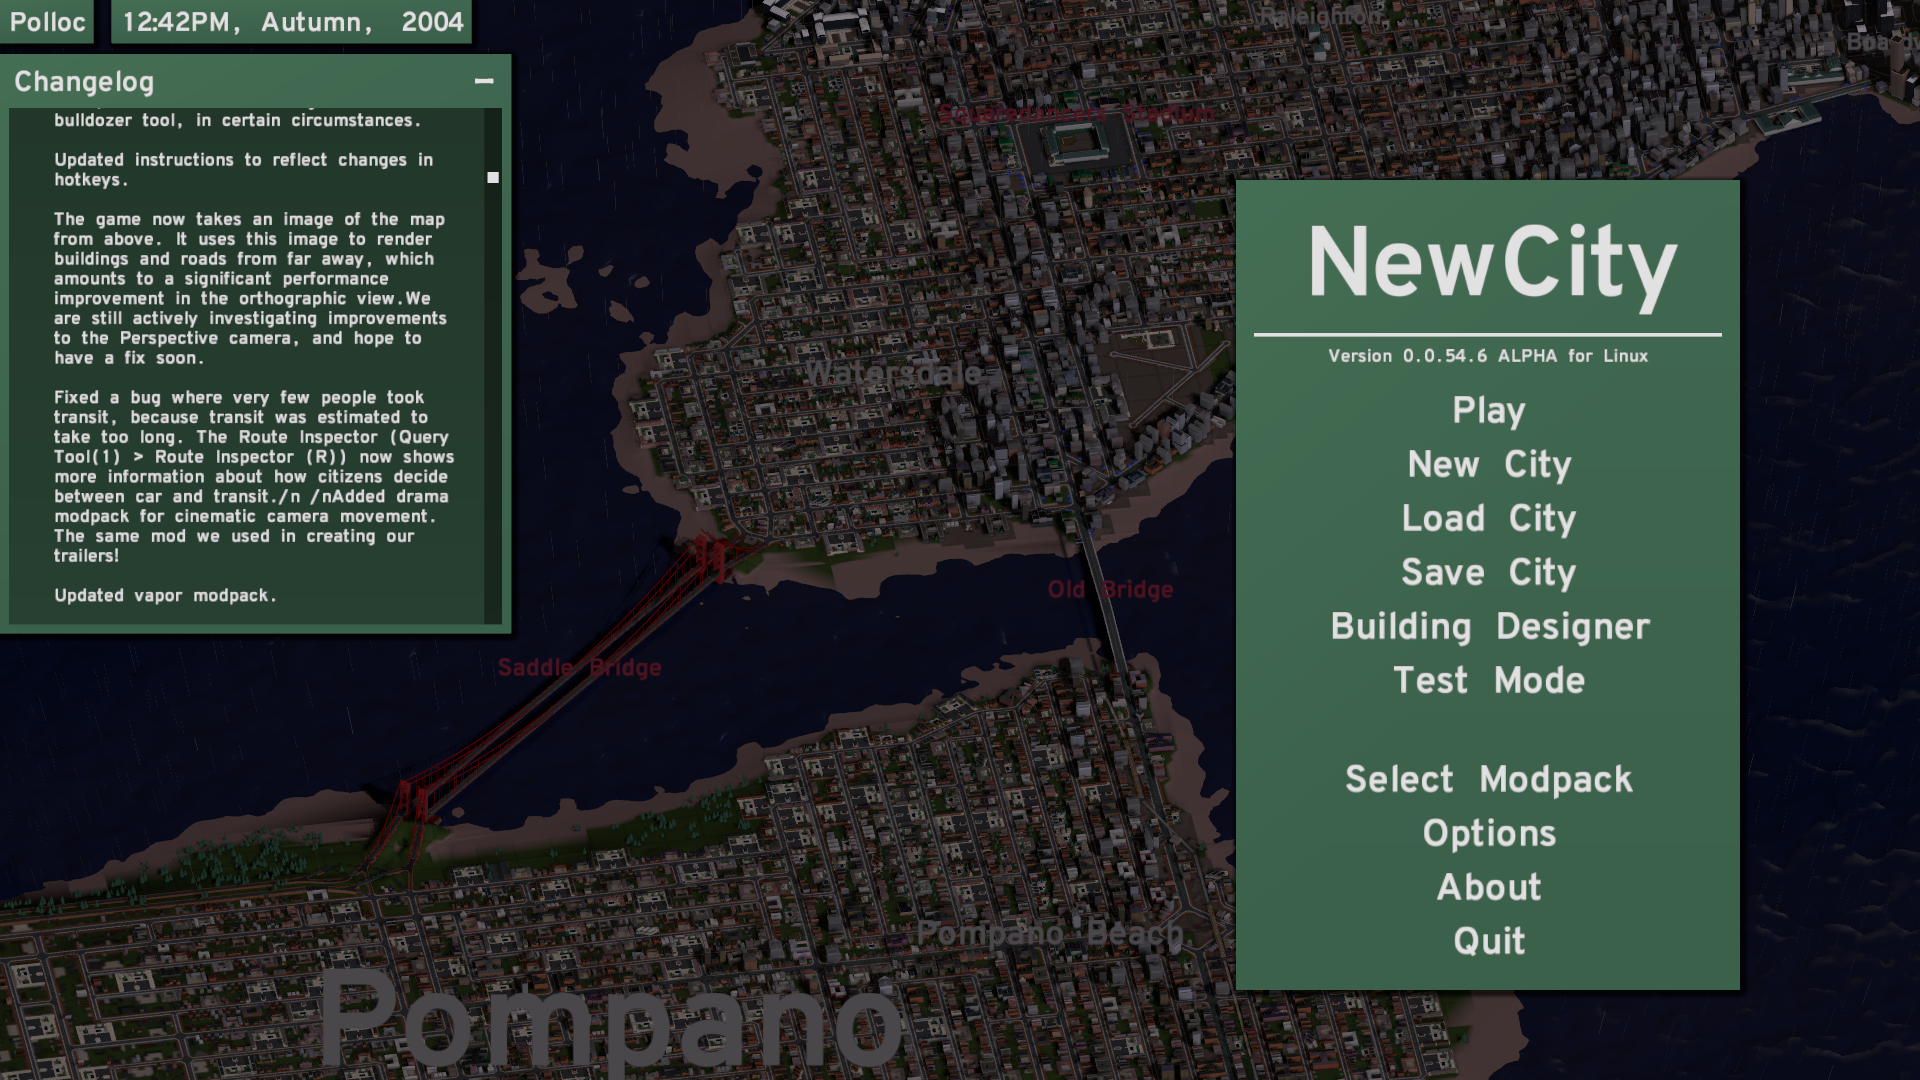 Polloc
12:42PM, Autumn, 2004
Changelog
bulldozer tool, in certain circumstances.
Updated instructions to reflect changes in
hotkeys.
The game now takes an image of the map
from above. It uses this image to render
buildings and roads from far away, which
amounts to a significant performance
improvement in the orthographic view.We
are still actively investigating improvements
to the Perspective camera, and hope to
have a fix soon.
Fixed a bug where very few people took
transit, because transit was estimated to
take too long. The Route Inspector (Query
Tool(1) > Route Inspector (R)) now shows
more information about how citizens decide
between car and transit./n /nAdded drama
modpack for cinematic camera movement.
The same mod we used in creating our
trailers!
Updated vapor modpack.
Raleighton
Stadium
Watersdale
Old Bridge
Saddle Bridge
Pompano Beach
Pompano
NewCity
Version 0.0.54.6 ALPHA for Linux
Play
New City
Load City
Save City
Building Designer
Test Mode
Select Modpack
Options
About
Quit